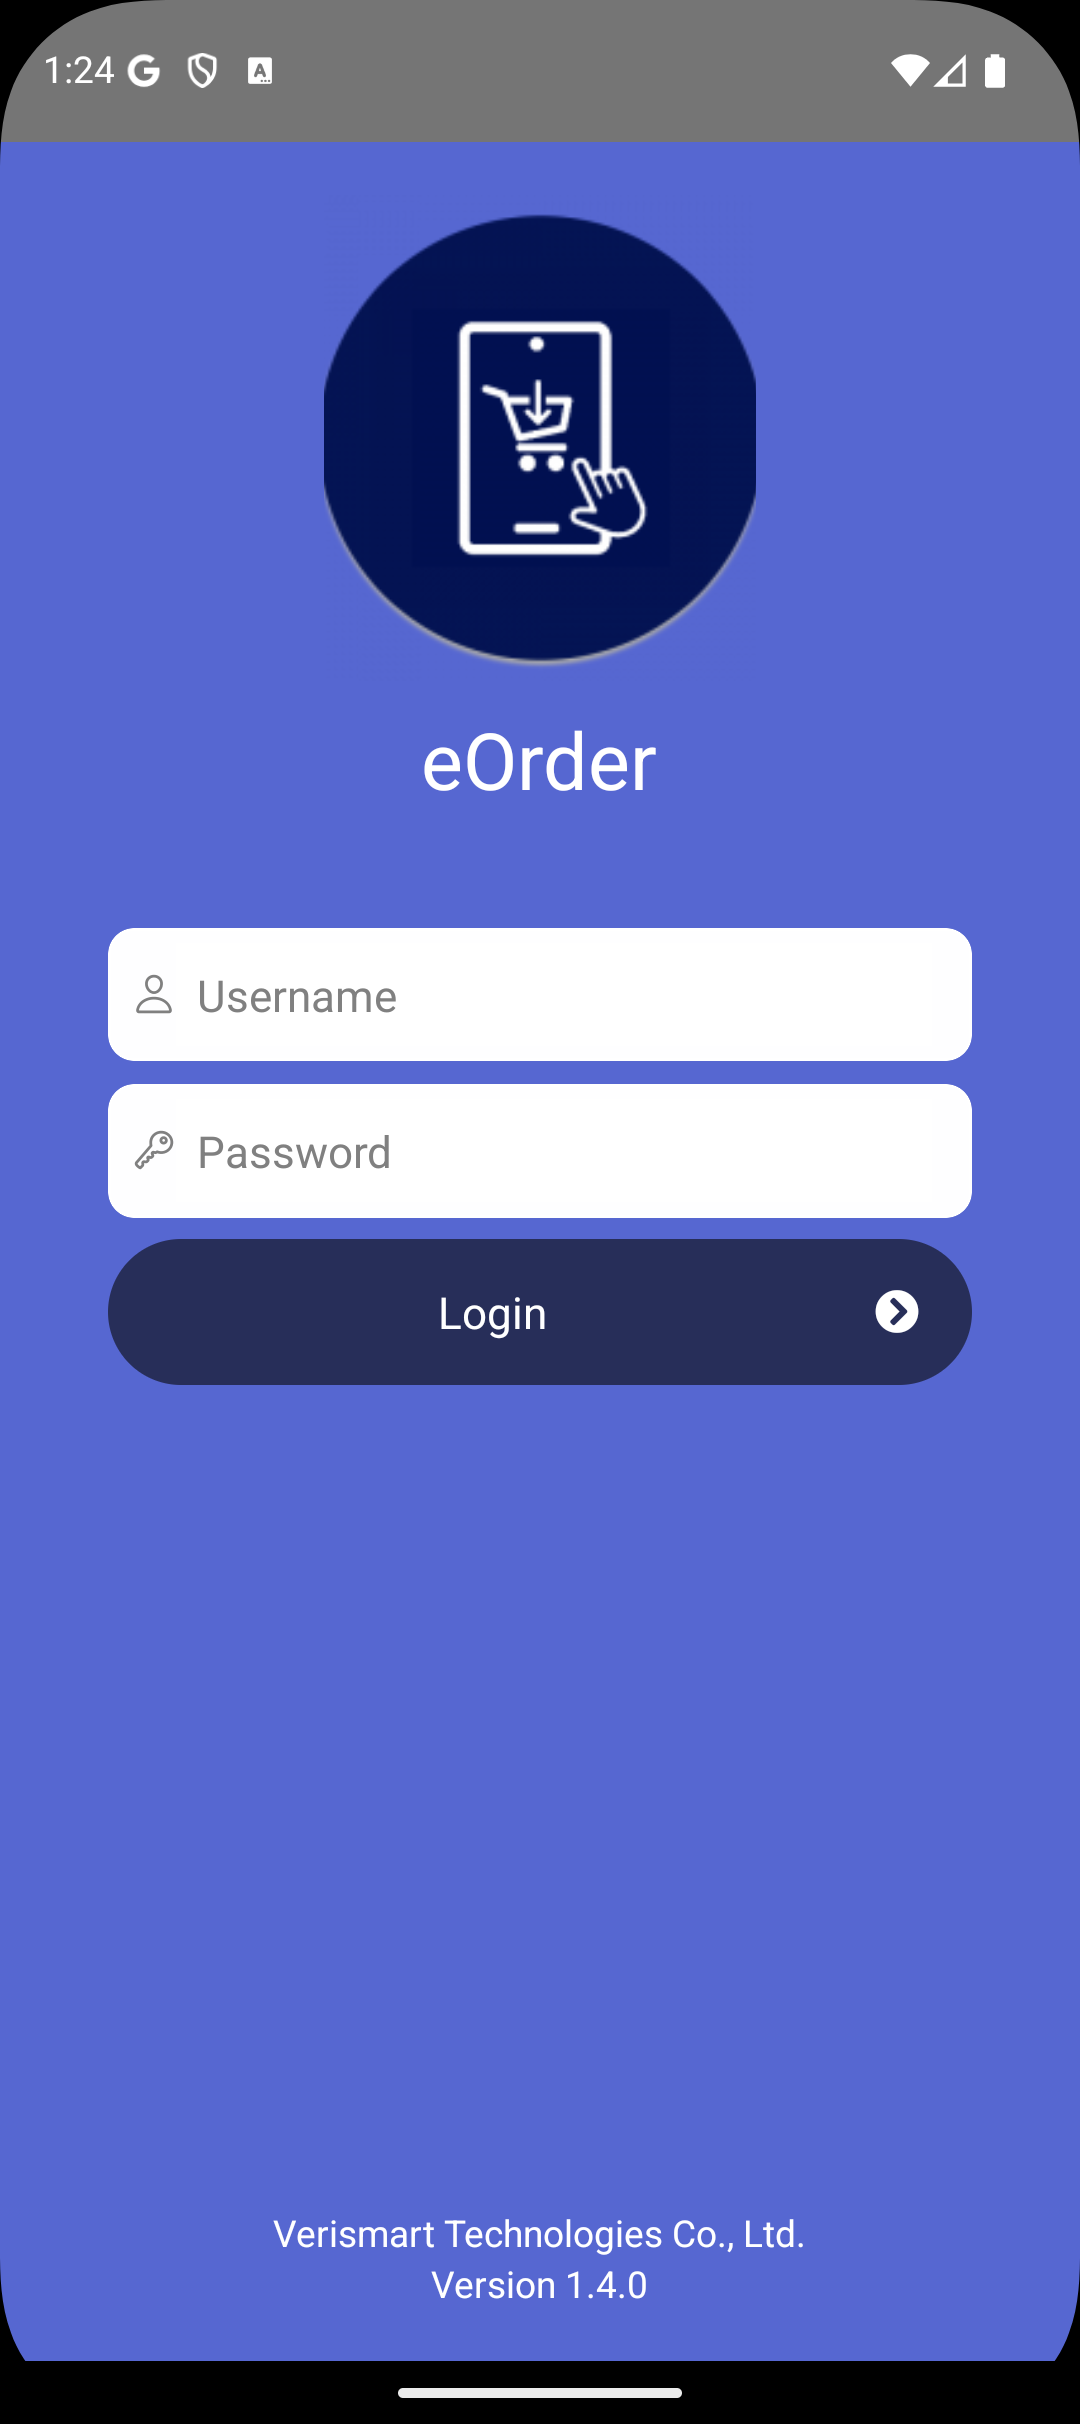 1:24
eOrder
Username
Password
Login
Verismart Technologies Co., Ltd.
Version 1.4.0